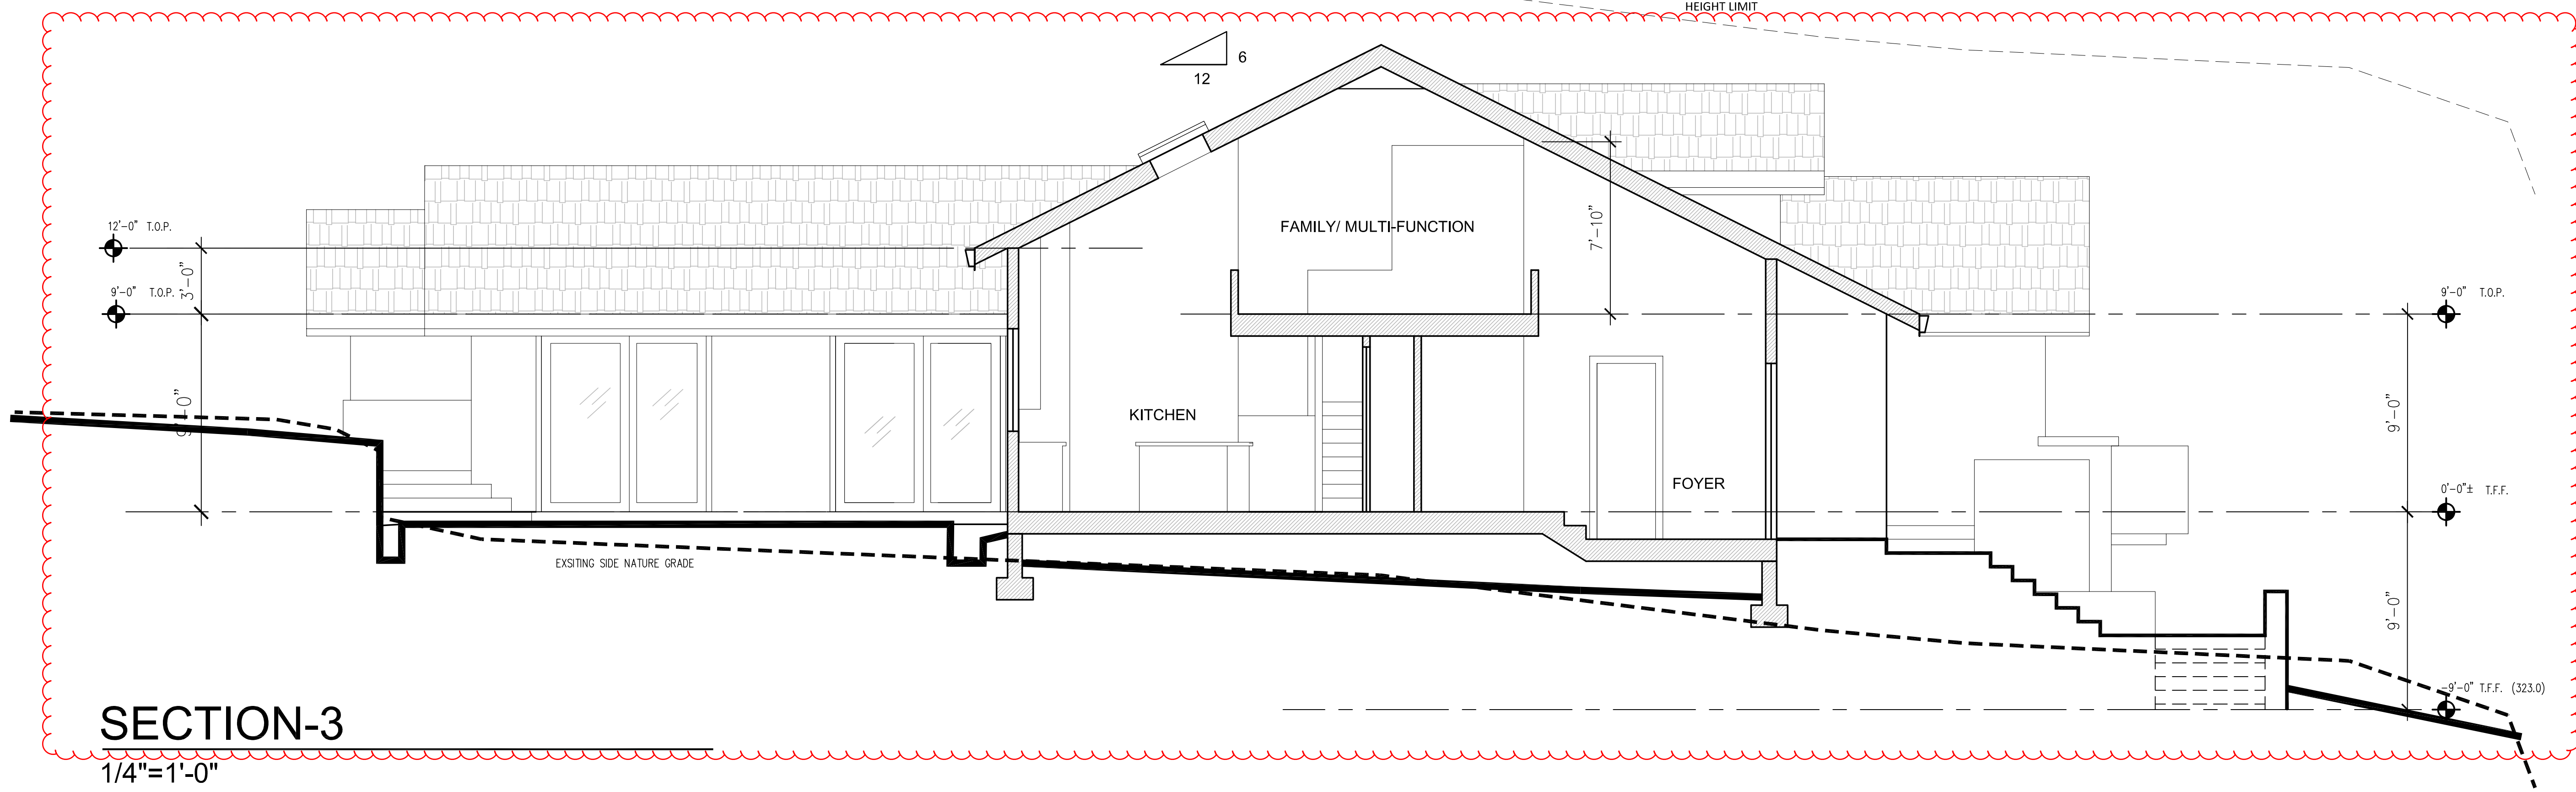 HEIGHT LIMIT
6
12
12'-0" T.O.P.
3'-0"
9'-0" T.O.P.
9'-0"
FAMILY/ MULTI-FUNCTION
7'-10"
9'-0" T.O.P.
9'-0"
KITCHEN
FOYER
0'-0"± T.F.F.
EXSITING SIDE NATURE GRADE
9'-0"
-9'-0" T.F.F. (323.0)
SECTION-3
1/4"=1'-0"